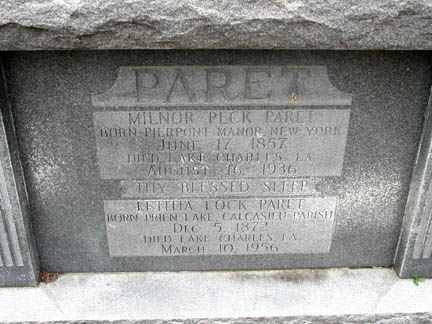 PARET
MILNOR PECK PARET
BORN PIERPONT MANOR, NEW YORK
JUNE 17, 1857
DIED LAKE CHARLES, LA.
AUGUST 16, 1936
THY BLESSED SLEEP
LETITIA LOCK PARET
BORN PRIEN LAKE, CALCASIEU PARISH
DEC. 5, 1872
DIED LAKE CHARLES, LA.
MARCH 10, 1956